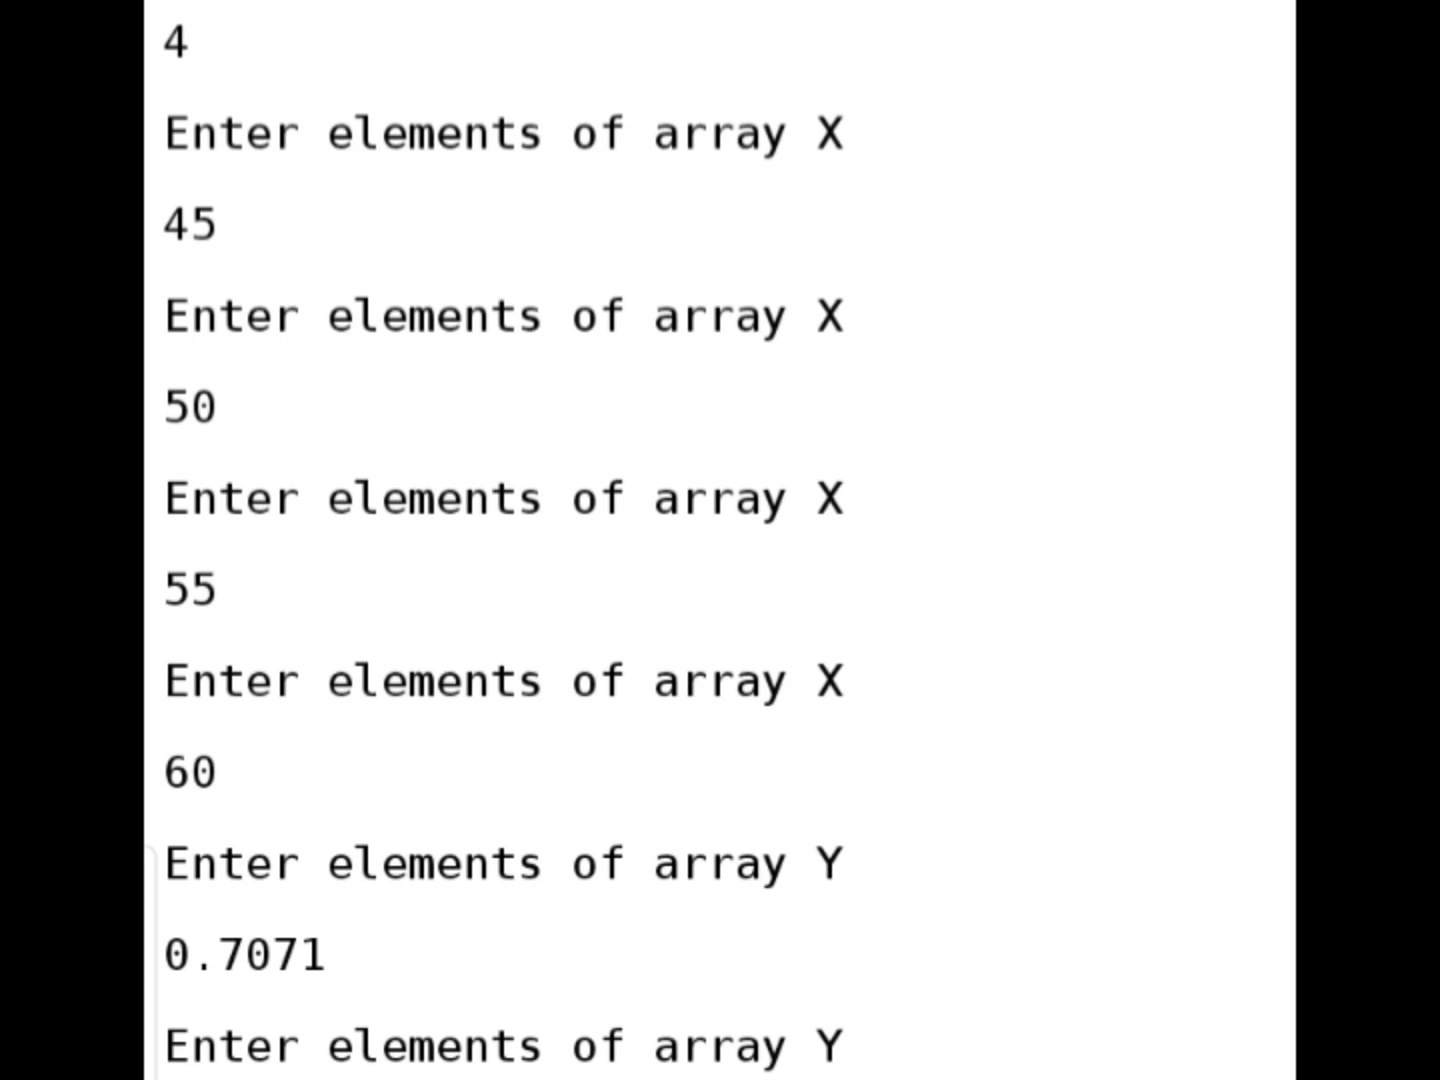 4
Enter elements of array X
45
Enter elements of array X
50
Enter elements of array X
55
Enter elements of array X
60
Enter elements of array Y
0.7071
Enter elements of array Y